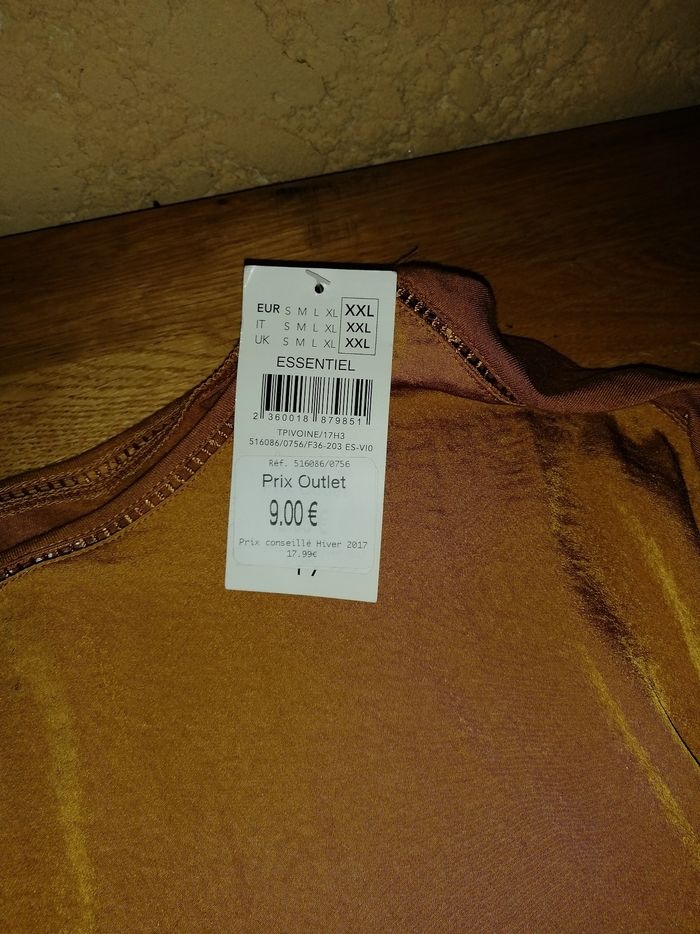 EUR S M L XL XXL
IT S M L XL XXL
UK S M L XL XXL
ESSENTIEL
2 360018 879851
TPIVOINE/17H3
516086/0756/F36-203 ES-VI0
Réf. 516086/0756
Prix Outlet
9.00 €
Prix conseillé Hiver 2017
17.99€